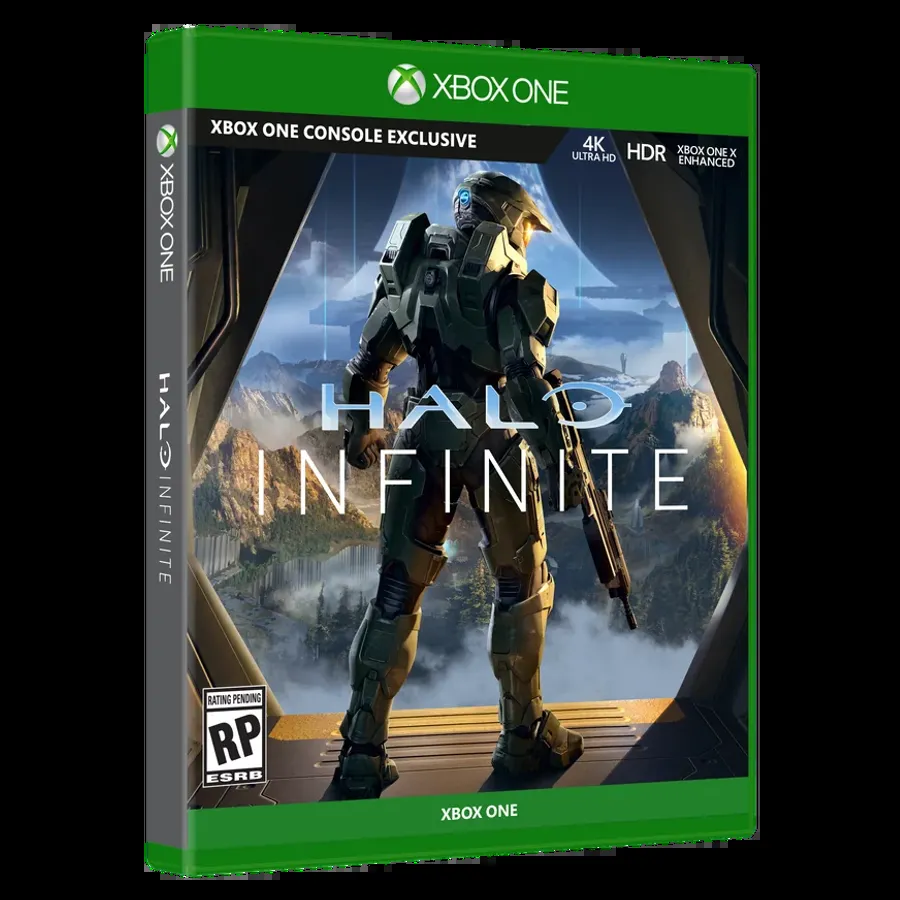 XBOX ONE
XBOX ONE CONSOLE EXCLUSIVE
4K
ULTRA HD
HDR
XBOX ONE X
ENHANCED
XBOX ONE
HALO
INFINITE
HALO INFINITE
RATING PENDING
RP
ESRB
XBOX ONE